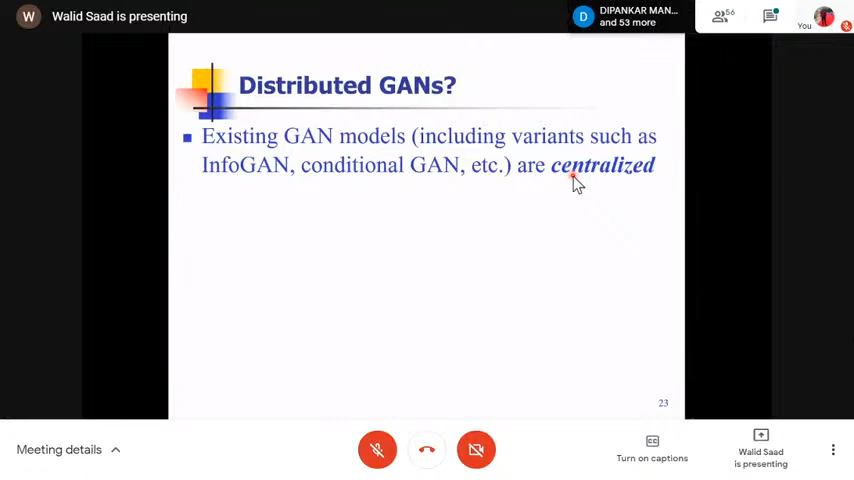 W Walid Saad is presenting
D DIPANKAR MAN...
and 53 more
56
You
Distributed GANs?
Existing GAN models (including variants such as
InfoGAN, conditional GAN, etc.) are centralized
23
Meeting details
CC
Turn on captions
Walid Saad
is presenting